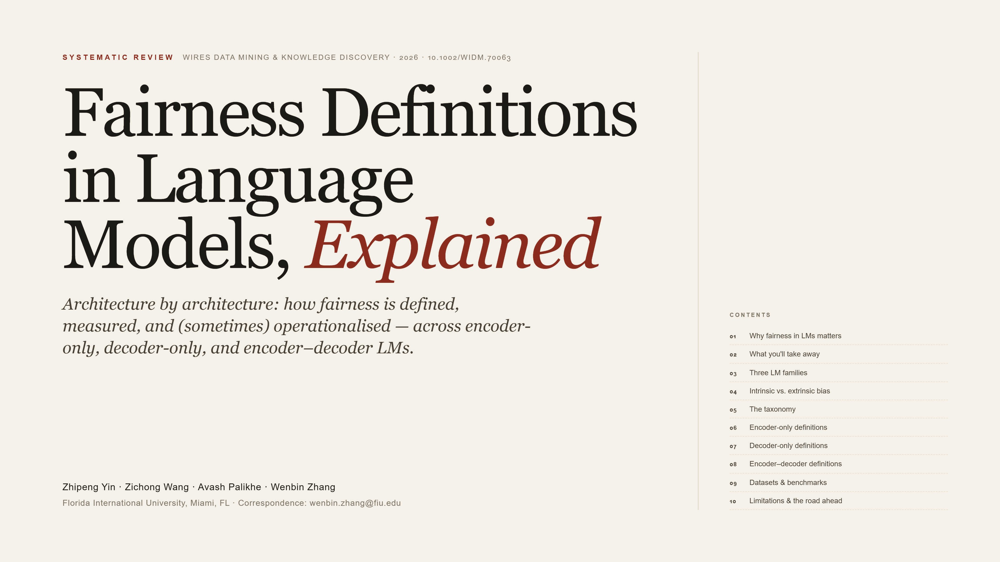 SYSTEMATIC REVIEW WIRES DATA MINING & KNOWLEDGE DISCOVERY · 2026 · 10.1002/WIDM.70063
Fairness Definitions
in Language
Models, Explained
Architecture by architecture: how fairness is defined,
measured, and (sometimes) operationalised — across encoder-
only, decoder-only, and encoder–decoder LMs.
Zhipeng Yin · Zichong Wang · Avash Palikhe · Wenbin Zhang
Florida International University, Miami, FL · Correspondence: wenbin.zhang@fiu.edu
CONTENTS
01 Why fairness in LMs matters
02 What you'll take away
03 Three LM families
04 Intrinsic vs. extrinsic bias
05 The taxonomy
06 Encoder-only definitions
07 Decoder-only definitions
08 Encoder–decoder definitions
09 Datasets & benchmarks
10 Limitations & the road ahead